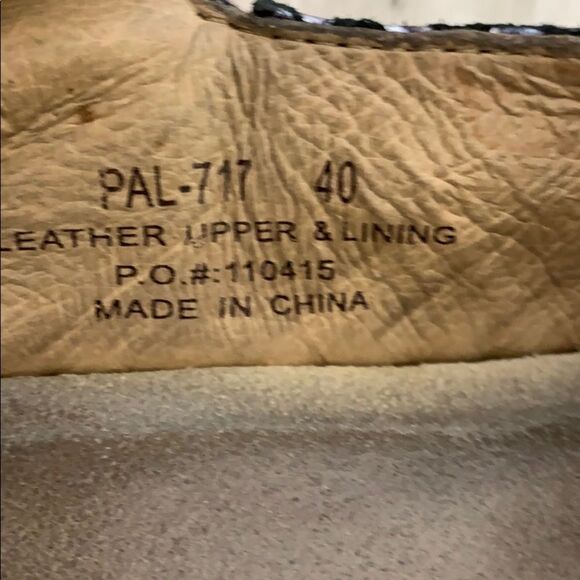 PAL-717 40
LEATHER UPPER & LINING
P.O.#:110415
MADE IN CHINA